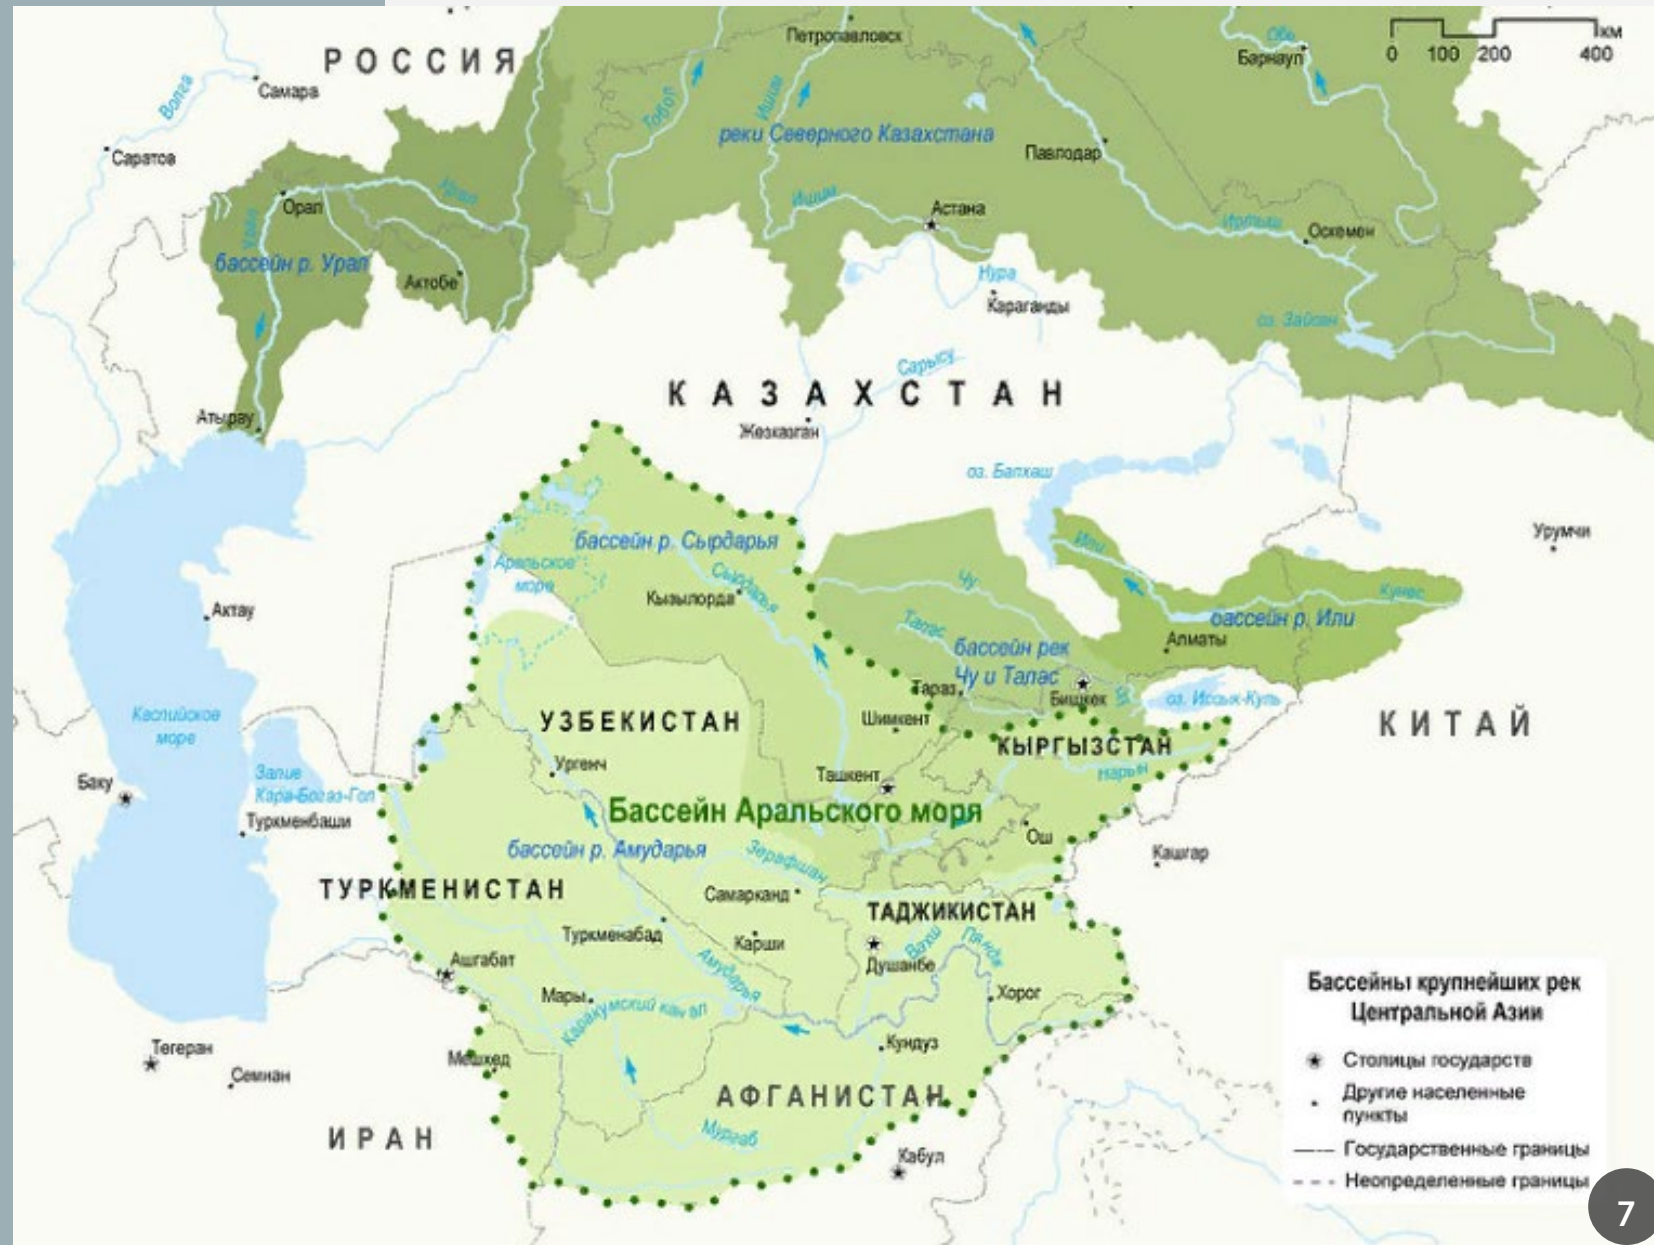 РОССИЯ
Волга
Самара
Саратов
Петропавловск
Тобол
Ишим
реки Северного Казахстана
Обь
Барнаул
км
0 100 200 400
Павлодар
Урал
Орал
Урал
бассейн р. Урал
Актобе
Ишим
Астана
Иртыш
Оскемен
Нура
Караганды
оз. Зайсан
Сарысу
КАЗАХСТАН
Атырау
Жезказган
оз. Балхаш
Урумчи
бассейн р. Сырдарья
Аральское
море
Сырдарья
Кызылорда
Или
Чу
Кунес
бассейн р. Или
Алматы
Актау
Талас
бассейн рек
Чу и Талас
Тараз
Бишкек
Чу
оз. Иссык-Куль
Каспийское
море
УЗБЕКИСТАН
Шимкент
КЫРГЫЗСТАН
КИТАЙ
Нарын
Ургенч
Ташкент
Баку
Залив
Кара-Богаз-Гол
Туркменбаши
Бассейн Аральского моря
Ош
бассейн р. Амударья
Зерафшан
Кашгар
ТУРКМЕНИСТАН
Самарканд
ТАДЖИКИСТАН
Туркменабад
Карши
Вахш
Пяндж
Душанбе
Ашгабат
Амударья
Мары
Каракумский канал
Хорог
Кундуз
Тегеран
Семнан
Мешхед
АФГАНИСТАН
Мургаб
ИРАН
Кабул
Бассейны крупнейших рек
Центральной Азии
Столицы государств
Другие населенные
пункты
Государственные границы
Неопределенные границы
7